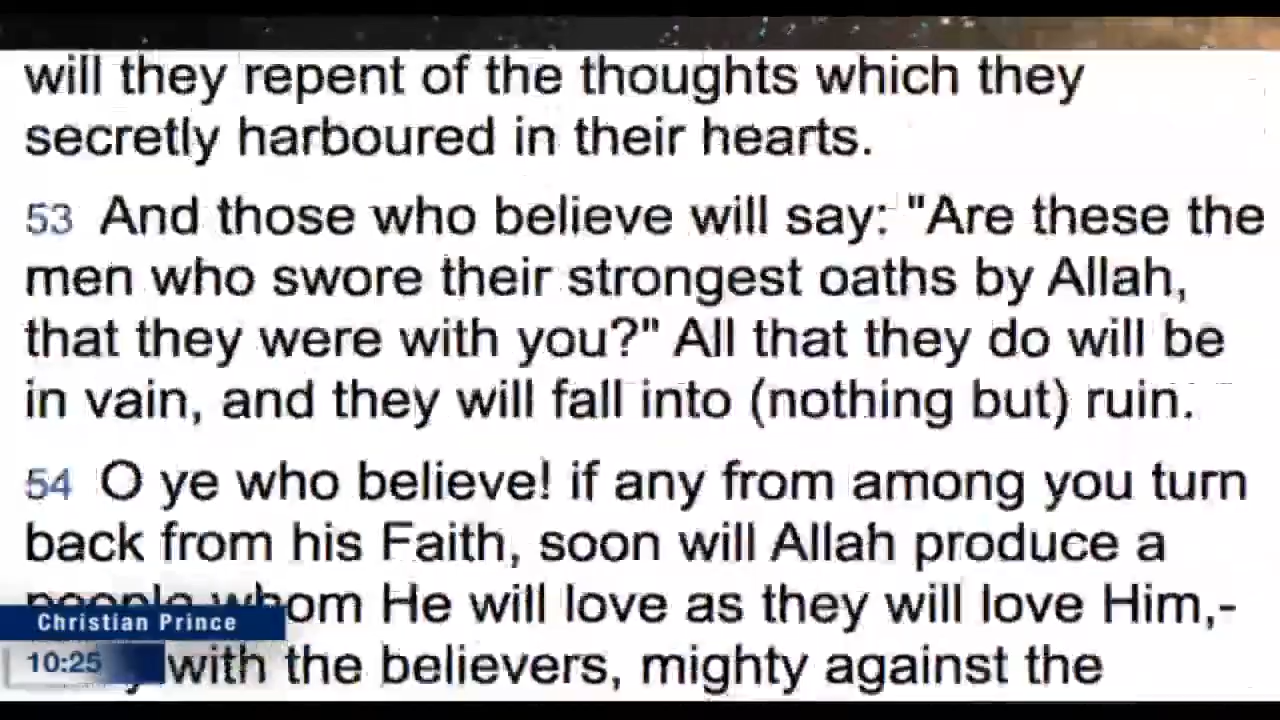 will they repent of the thoughts which they
secretly harboured in their hearts.
53 And those who believe will say: "Are these the
men who swore their strongest oaths by Allah,
that they were with you?" All that they do will be
in vain, and they will fall into (nothing but) ruin.
54 O ye who believe! if any from among you turn
back from his Faith, soon will Allah produce a
people whom He will love as they will love Him,-
with the believers, mighty against the
Christian Prince
10:25